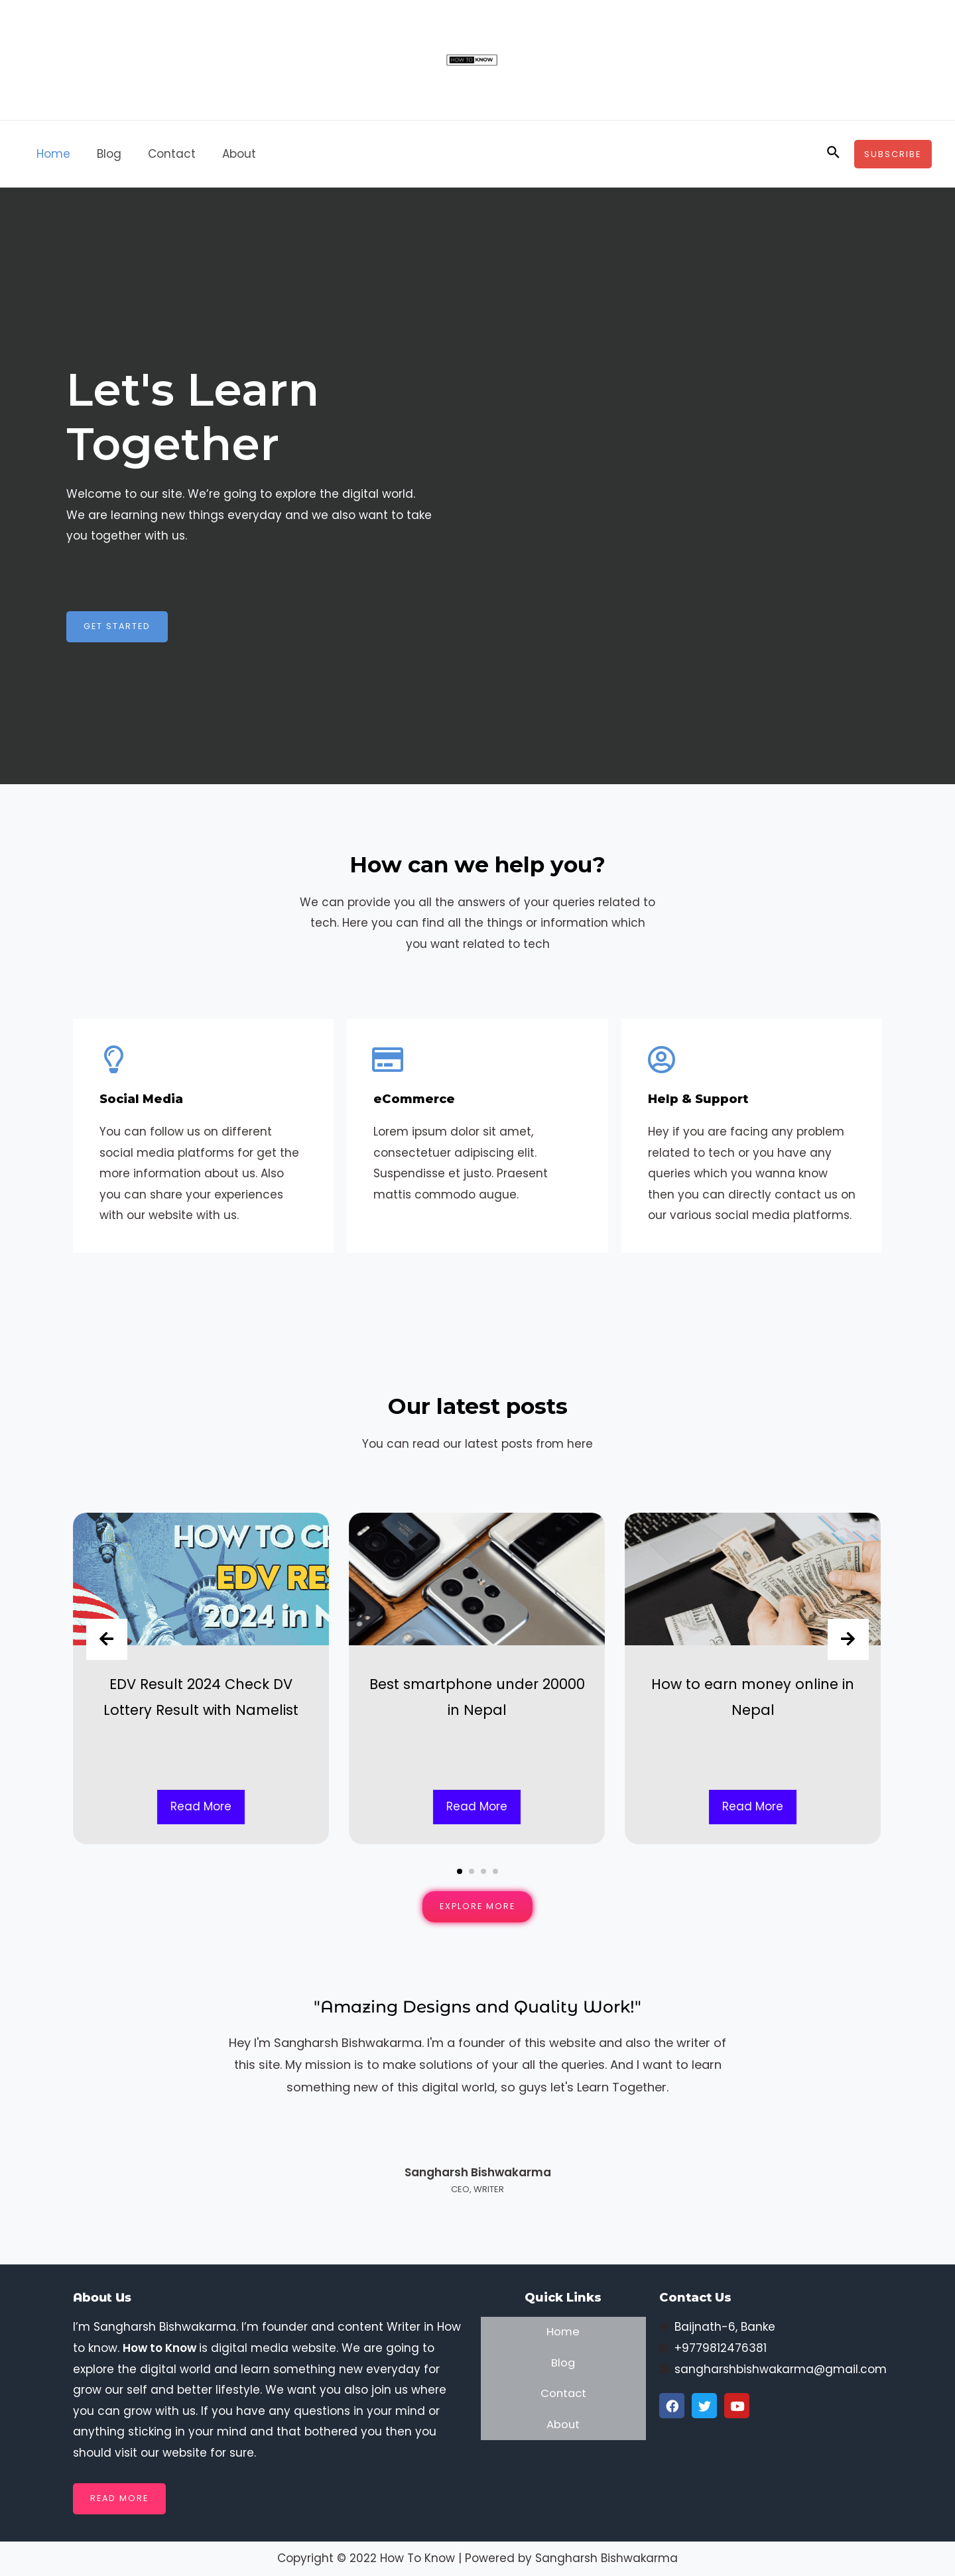 HOW TO KNOW
Home Blog Contact About SUBSCRIBE
Let's Learn
Together
Welcome to our site. We’re going to explore the digital world.
We are learning new things everyday and we also want to take
you together with us.
GET STARTED
How can we help you?
We can provide you all the answers of your queries related to
tech. Here you can find all the things or information which
you want related to tech
Social Media
You can follow us on different
social media platforms for get the
more information about us. Also
you can share your experiences
with our website with us.
eCommerce
Lorem ipsum dolor sit amet,
consectetuer adipiscing elit.
Suspendisse et justo. Praesent
mattis commodo augue.
Help & Support
Hey if you are facing any problem
related to tech or you have any
queries which you wanna know
then you can directly contact us on
our various social media platforms.
Our latest posts
You can read our latest posts from here
HOW TO CH
EDV RES
2024 in N
EDV Result 2024 Check DV
Lottery Result with Namelist
Read More
Best smartphone under 20000
in Nepal
Read More
How to earn money online in
Nepal
Read More
EXPLORE MORE
"Amazing Designs and Quality Work!"
Hey I'm Sangharsh Bishwakarma. I'm a founder of this website and also the writer of
this site. My mission is to make solutions of your all the queries. And I want to learn
something new of this digital world, so guys let's Learn Together.
Sangharsh Bishwakarma
CEO, WRITER
About Us
I’m Sangharsh Bishwakarma. I’m founder and content Writer in How
to know. How to Know is digital media website. We are going to
explore the digital world and learn something new everyday for
grow our self and better lifestyle. We want you also join us where
you can grow with us. If you have any questions in your mind or
anything sticking in your mind and that bothered you then you
should visit our website for sure.
READ MORE
Quick Links
Home
Blog
Contact
About
Contact Us
Baijnath-6, Banke
+9779812476381
sangharshbishwakarma@gmail.com
Copyright © 2022 How To Know | Powered by Sangharsh Bishwakarma